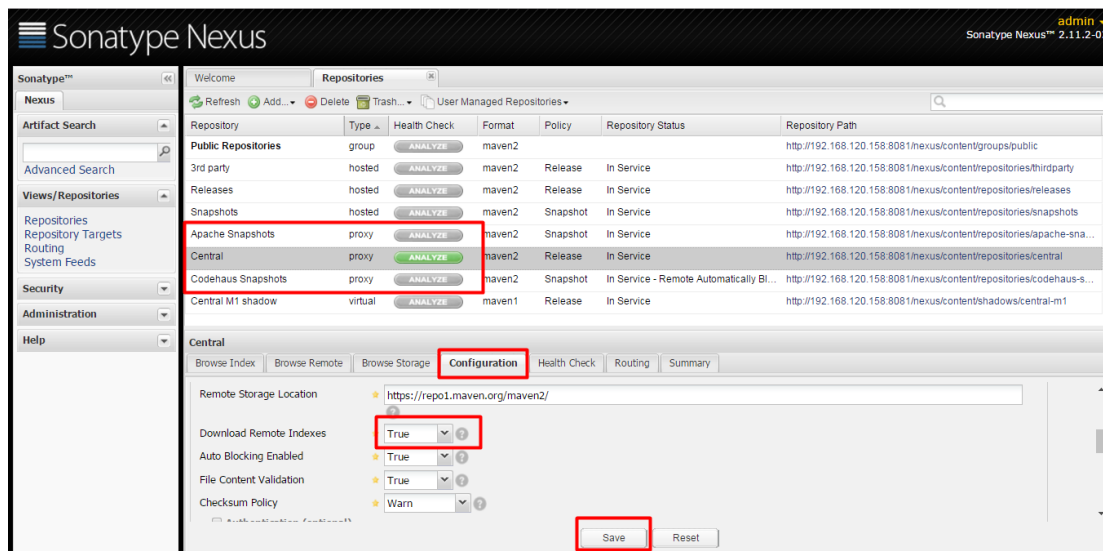 Sonatype Nexus
admin
Sonatype Nexus™ 2.11.2-03
Sonatype™
Nexus
Artifact Search
Advanced Search
Views/Repositories
Repositories
Repository Targets
Routing
System Feeds
Security
Administration
Help
Welcome Repositories
Refresh Add... Delete Trash... User Managed Repositories
Repository Type Health Check Format Policy Repository Status Repository Path
Public Repositories group ANALYZE maven2 http://192.168.120.158:8081/nexus/content/groups/public
3rd party hosted ANALYZE maven2 Release In Service http://192.168.120.158:8081/nexus/content/repositories/thirdparty
Releases hosted ANALYZE maven2 Release In Service http://192.168.120.158:8081/nexus/content/repositories/releases
Snapshots hosted ANALYZE maven2 Snapshot In Service http://192.168.120.158:8081/nexus/content/repositories/snapshots
Apache Snapshots proxy ANALYZE maven2 Snapshot In Service http://192.168.120.158:8081/nexus/content/repositories/apache-sna...
Central proxy ANALYZE maven2 Release In Service http://192.168.120.158:8081/nexus/content/repositories/central
Codehaus Snapshots proxy ANALYZE maven2 Snapshot In Service - Remote Automatically Bl... http://192.168.120.158:8081/nexus/content/repositories/codehaus-s...
Central M1 shadow virtual ANALYZE maven1 Release In Service http://192.168.120.158:8081/nexus/content/shadows/central-m1
Central
Browse Index Browse Remote Browse Storage Configuration Health Check Routing Summary
Remote Storage Location https://repo1.maven.org/maven2/
Download Remote Indexes True
Auto Blocking Enabled True
File Content Validation True
Checksum Policy Warn
Save Reset